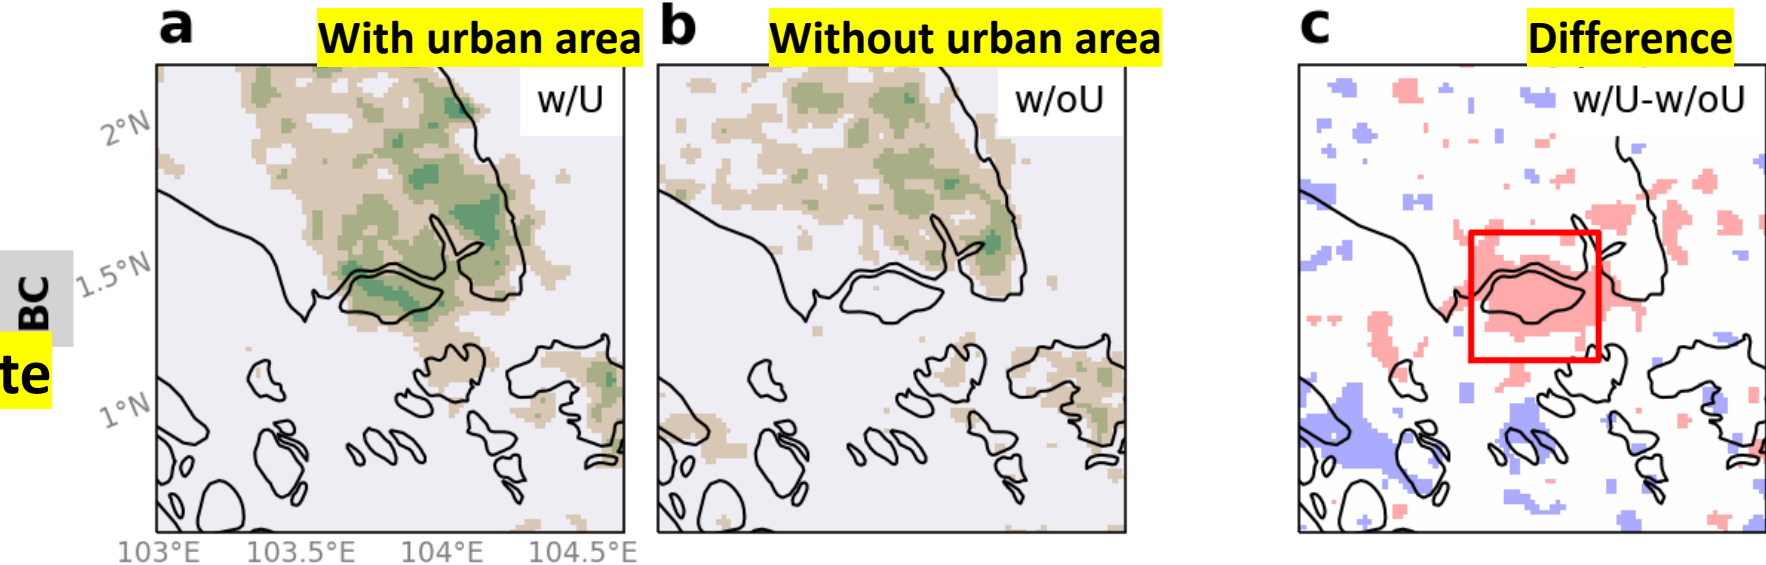 a With urban area b Without urban area c Difference
w/U w/oU w/U-w/oU
2°N
1.5°N
BC
te
1°N
103°E 103.5°E 104°E 104.5°E